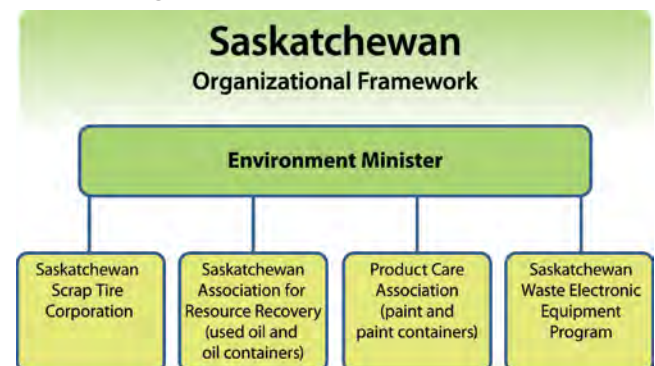 Saskatchewan
Organizational Framework
Environment Minister
Saskatchewan
Scrap Tire
Corporation
Saskatchewan
Association for
Resource Recovery
(used oil and
oil containers)
Product Care
Association
(paint and
paint containers)
Saskatchewan
Waste Electronic
Equipment
Program